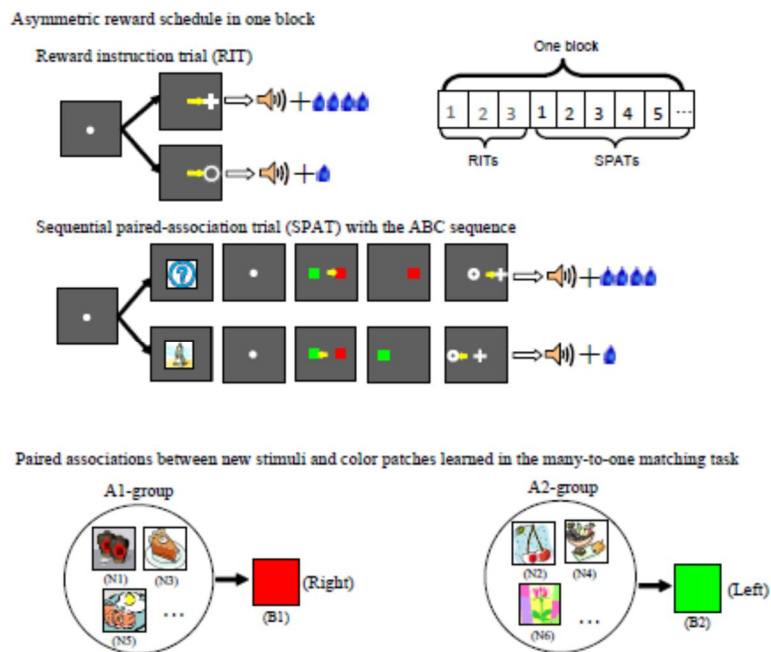 Asymmetric reward schedule in one block
Reward instruction trial (RIT)
One block
1 2 3 1 2 3 4 5 ...
RITs SPATs
+
+
Sequential paired-association trial (SPAT) with the ABC sequence
?
+
+
Paired associations between new stimuli and color patches learned in the many-to-one matching task
A1-group
(N1) (N3)
(N5) ...
(Right)
(B1)
A2-group
(N2) (N4)
(N6) ...
(Left)
(B2)